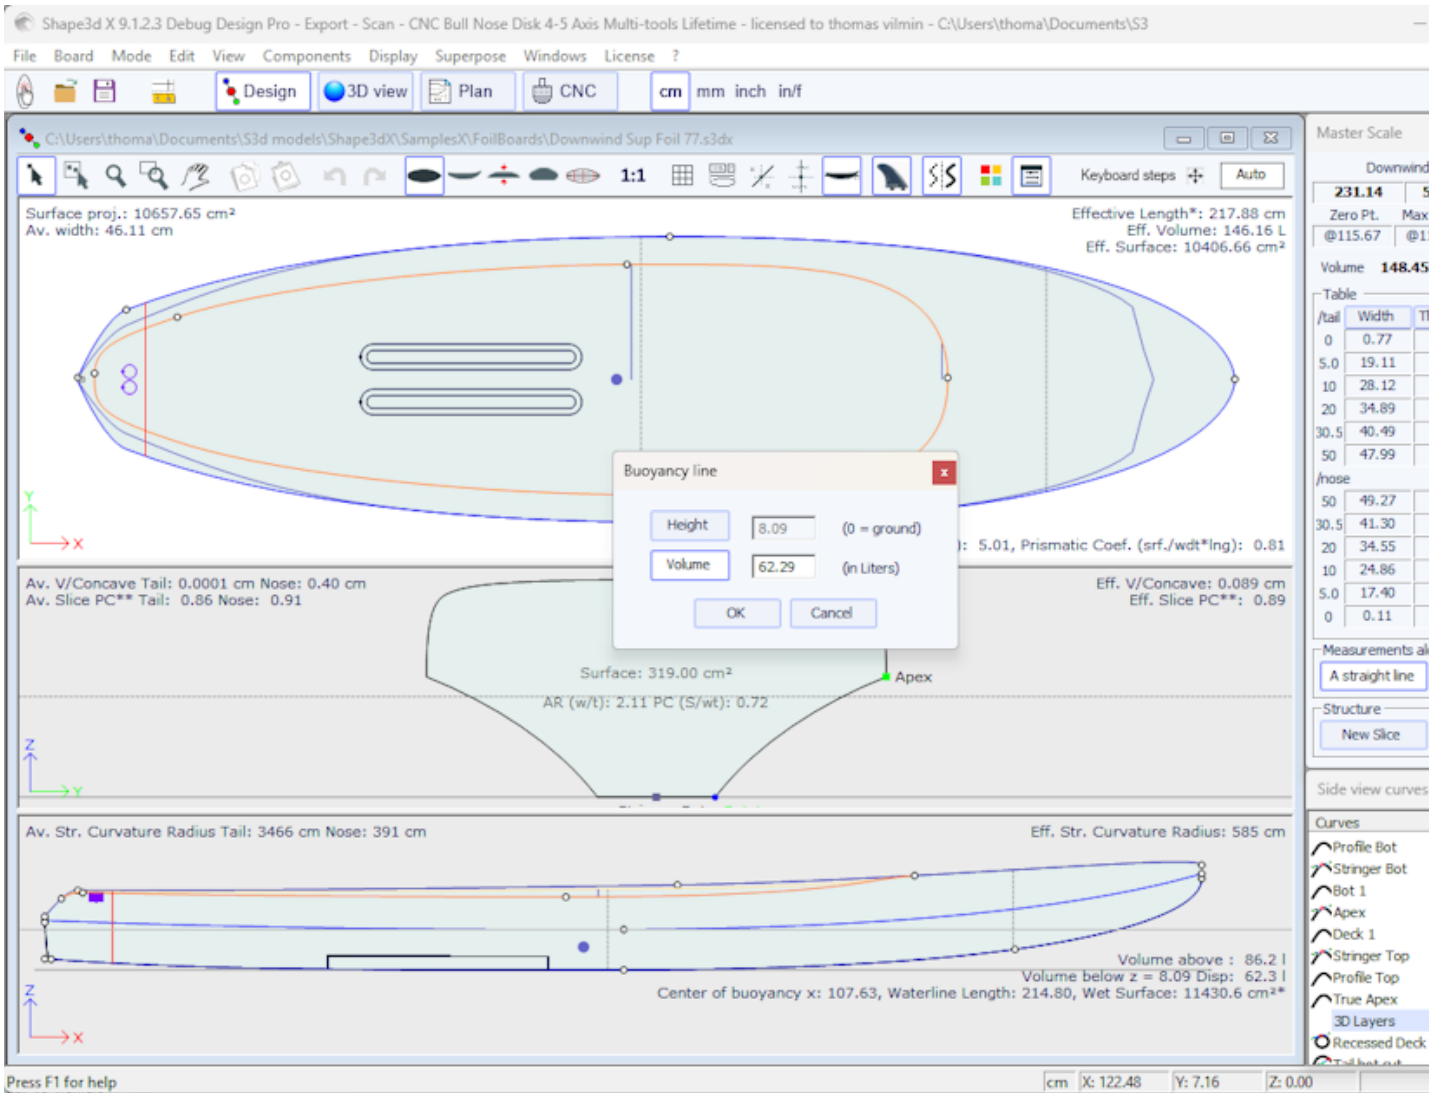 Shape3d X 9.1.2.3 Debug Design Pro - Export - Scan - CNC Bull Nose Disk 4-5 Axis Multi-tools Lifetime - licensed to thomas vilmin - C:\Users\thoma\Documents\S3
File Board Mode Edit View Components Display Superpose Windows License ?
Design 3D view Plan CNC cm mm inch in/f
C:\Users\thoma\Documents\S3d models\Shape3dX\SamplesX\FoilBoards\Downwind Sup Foil 77.s3dx
1:1 Keyboard steps Auto
Surface proj.: 10657.65 cm²
Av. width: 46.11 cm
Effective Length*: 217.88 cm
Eff. Volume: 146.16 L
Eff. Surface: 10406.66 cm²
Y
X
): 5.01, Prismatic Coef. (srf./wdt*lng): 0.81
Buoyancy line
x
Height 8.09 (0 = ground)
Volume 62.29 (in Liters)
OK Cancel
Av. V/Concave Tail: 0.0001 cm Nose: 0.40 cm
Av. Slice PC** Tail: 0.86 Nose: 0.91
Eff. V/Concave: 0.089 cm
Eff. Slice PC**: 0.89
Surface: 319.00 cm²
Apex
AR (w/t): 2.11 PC (S/wt): 0.72
Z
Y
Av. Str. Curvature Radius Tail: 3466 cm Nose: 391 cm
Eff. Str. Curvature Radius: 585 cm
Volume above : 86.2 l
Volume below z = 8.09 Disp: 62.3 l
Center of buoyancy x: 107.63, Waterline Length: 214.80, Wet Surface: 11430.6 cm²*
Z
X
Master Scale
Downwind
231.14 5
Zero Pt. Max
@115.67 @11
Volume 148.45
Table
/tail Width Th
0 0.77
5.0 19.11
10 28.12
20 34.89
30.5 40.49
50 47.99
/nose
50 49.27
30.5 41.30
20 34.55
10 24.86
5.0 17.40
0 0.11
Measurements al
A straight line
Structure
New Slice
Side view curves
Curves
Profile Bot
Stringer Bot
Bot 1
Apex
Deck 1
Stringer Top
Profile Top
True Apex
3D Layers
Recessed Deck
Press F1 for help
cm X: 122.48 Y: 7.16 Z: 0.00